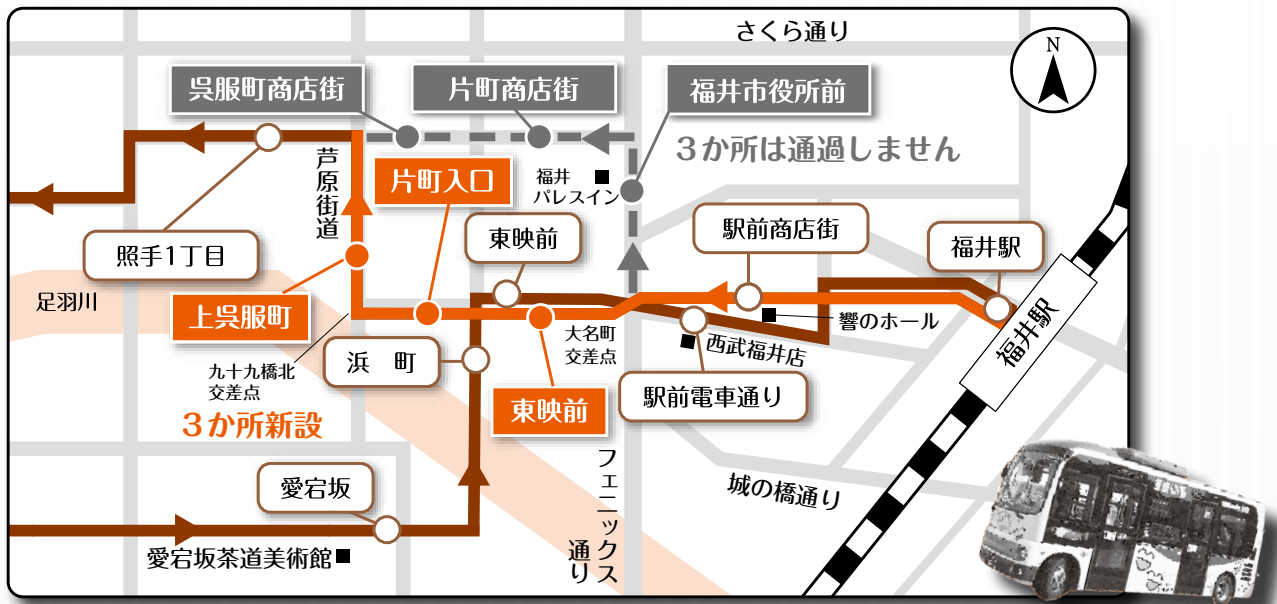 さくら通り
N
呉服町商店街
片町商店街
福井市役所前
3か所は通過しません
芦原街道
片町入口
福井
パレスイン
照手1丁目
東映前
駅前商店街
福井駅
足羽川
上呉服町
大名町
交差点
響のホール
福井駅
九十九橋北
交差点
浜 町
西武福井店
3か所新設
東映前
駅前電車通り
愛宕坂
フェニックス
通り
城の橋通り
愛宕坂茶道美術館